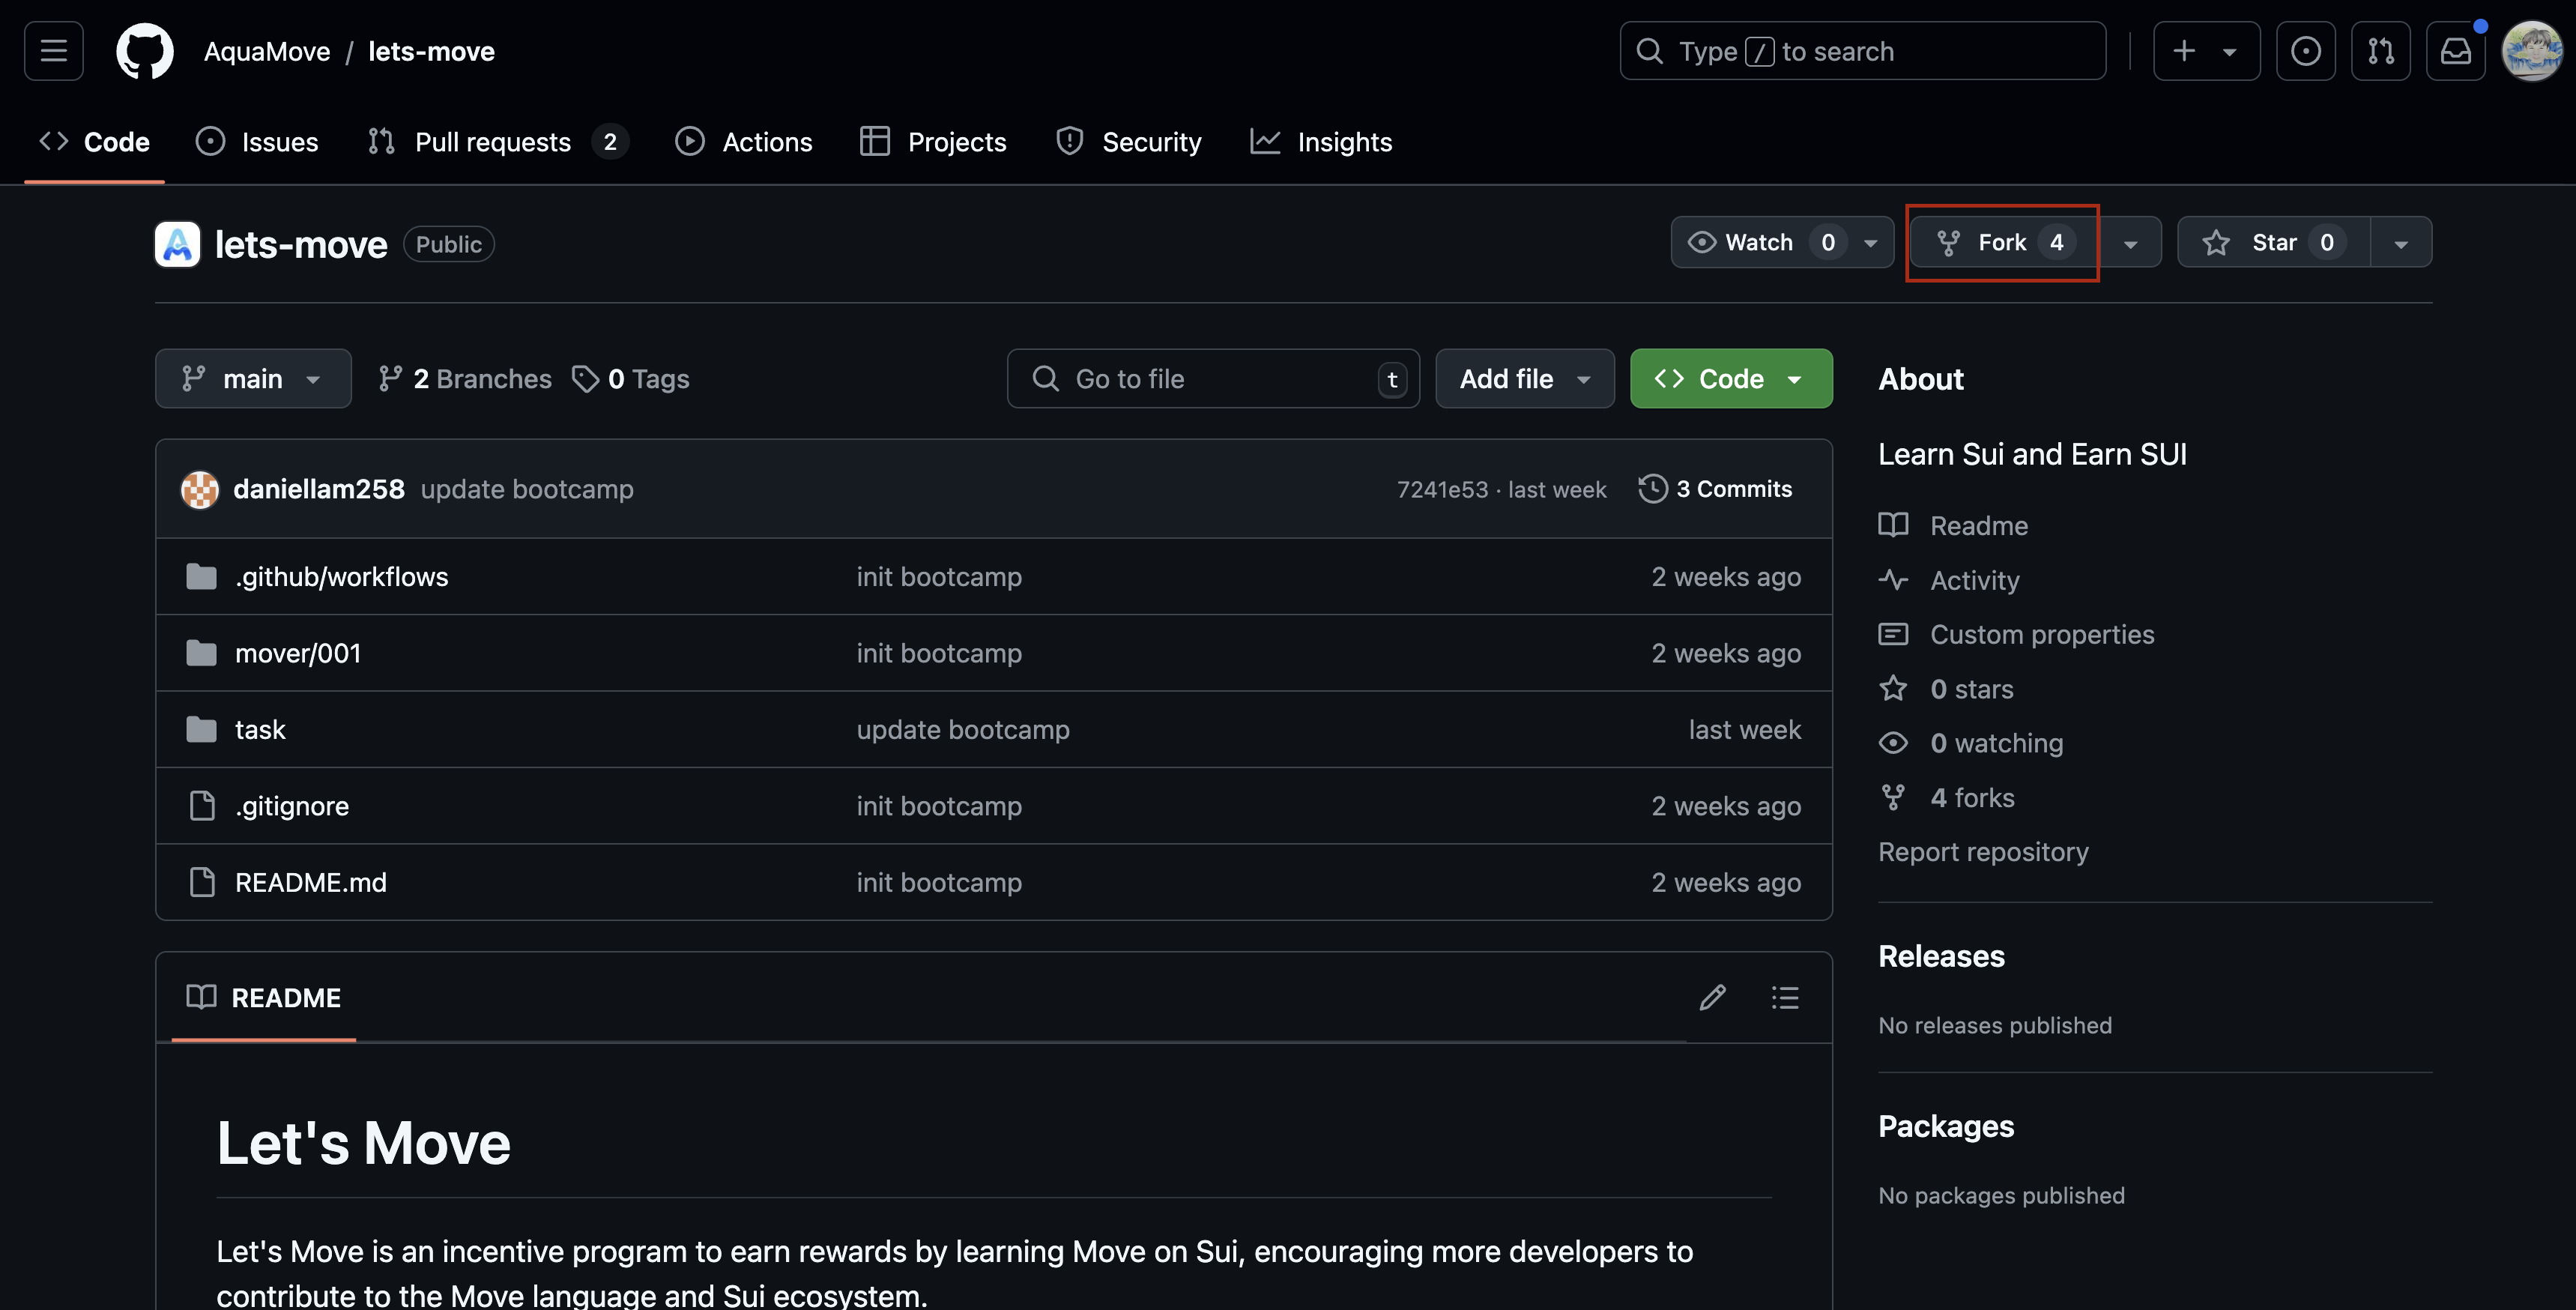 AquaMove / lets-move
Type / to search
Code
Issues
Pull requests 2
Actions
Projects
Security
Insights
lets-move Public
Watch 0
Fork 4
Star 0
main
2 Branches
0 Tags
Go to file t
Add file
Code
daniellam258 update bootcamp 7241e53 · last week 3 Commits
.github/workflows init bootcamp 2 weeks ago
mover/001 init bootcamp 2 weeks ago
task update bootcamp last week
.gitignore init bootcamp 2 weeks ago
README.md init bootcamp 2 weeks ago
README
Let's Move
Let's Move is an incentive program to earn rewards by learning Move on Sui, encouraging more developers to
contribute to the Move language and Sui ecosystem.
About
Learn Sui and Earn SUI
Readme
Activity
Custom properties
0 stars
0 watching
4 forks
Report repository
Releases
No releases published
Packages
No packages published